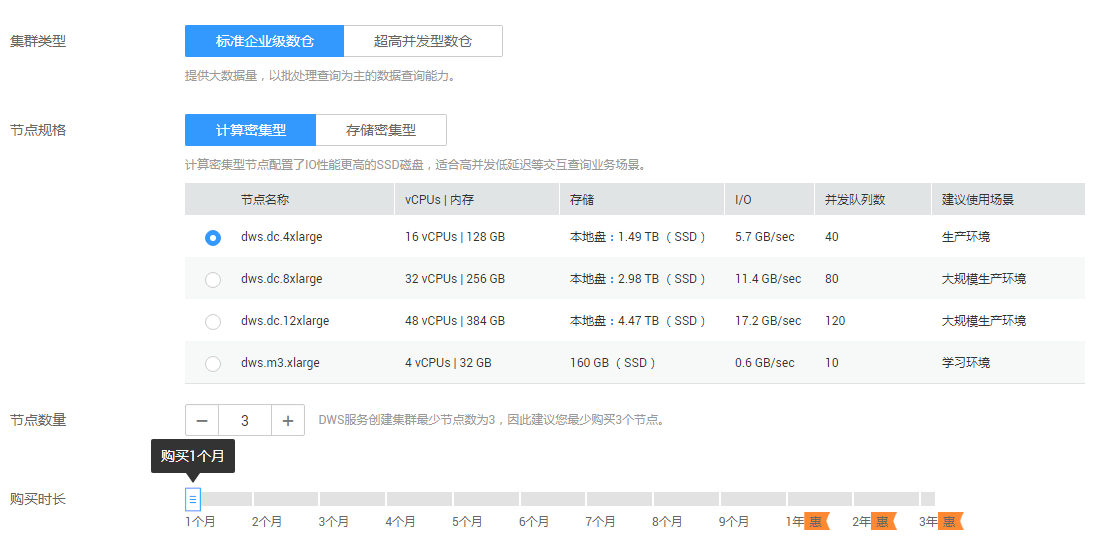 集群类型 标准企业级数仓 超高并发型数仓
提供大数据量，以批处理查询为主的数据查询能力。
节点规格 计算密集型 存储密集型
计算密集型节点配置了IO性能更高的SSD磁盘，适合高并发低延迟等交互查询业务场景。
节点名称 vCPUs | 内存 存储 I/O 并发队列数 建议使用场景
dws.dc.4xlarge 16 vCPUs | 128 GB 本地盘：1.49 TB （SSD） 5.7 GB/sec 40 生产环境
dws.dc.8xlarge 32 vCPUs | 256 GB 本地盘：2.98 TB （SSD） 11.4 GB/sec 80 大规模生产环境
dws.dc.12xlarge 48 vCPUs | 384 GB 本地盘：4.47 TB （SSD） 17.2 GB/sec 120 大规模生产环境
dws.m3.xlarge 4 vCPUs | 32 GB 160 GB （SSD） 0.6 GB/sec 10 学习环境
节点数量 − 3 + DWS服务创建集群最少节点数为3，因此建议您最少购买3个节点。
购买1个月
购买时长
1个月 2个月 3个月 4个月 5个月 6个月 7个月 8个月 9个月 1年 惠 2年 惠 3年 惠